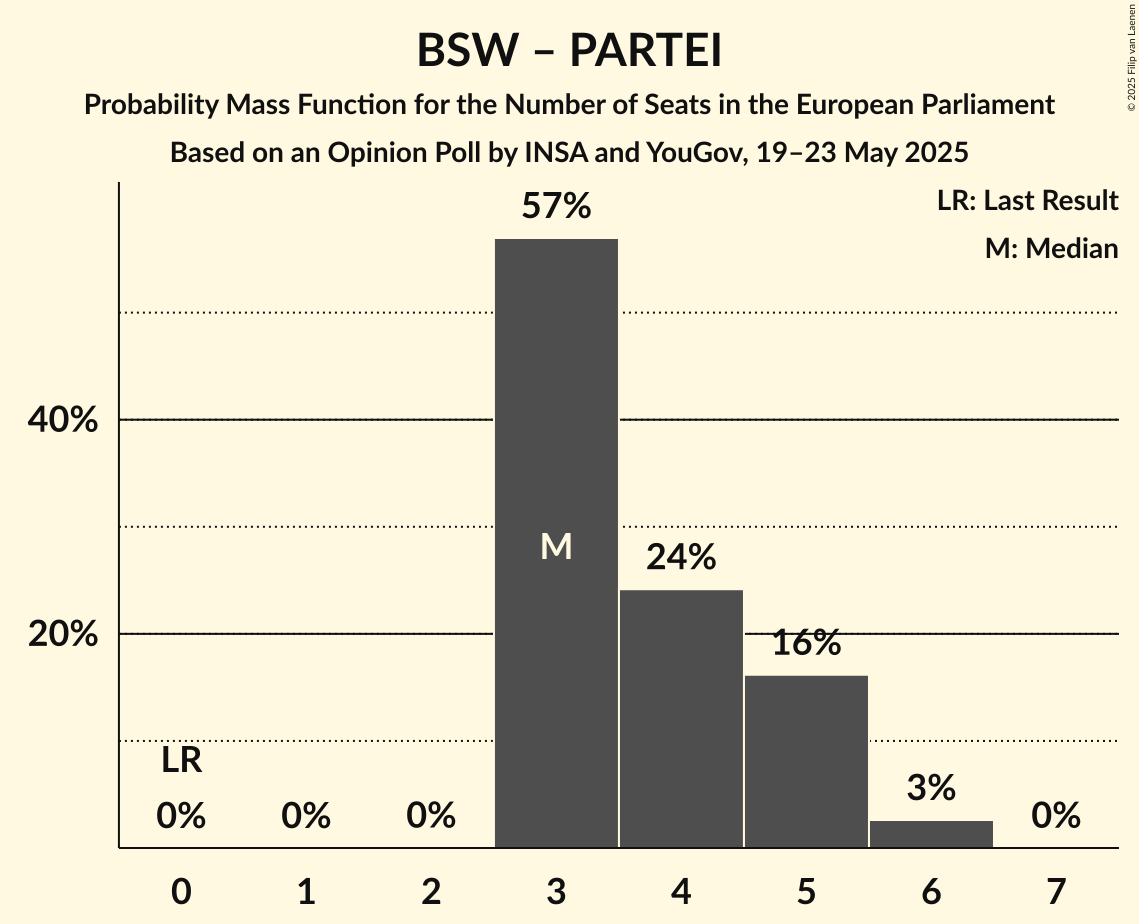 BSW – PARTEI
Probability Mass Function for the Number of Seats in the European Parliament
Based on an Opinion Poll by INSA and YouGov, 19–23 May 2025
© 2025 Filip van Laenen
LR: Last Result
M: Median
57%
40%
M
24%
20%
16%
LR
3%
0%
0%
0%
0%
0 1 2 3 4 5 6 7